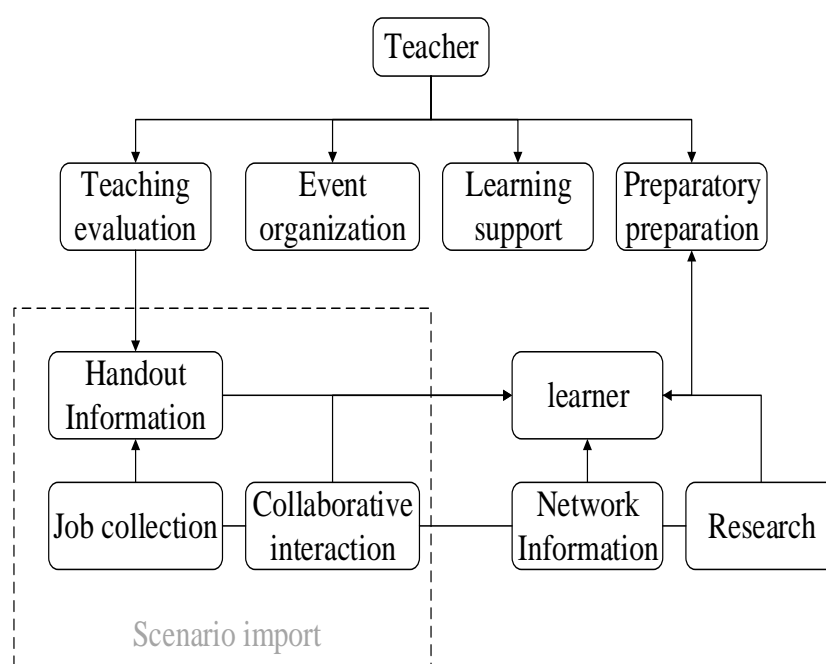 Teacher
Teaching
evaluation
Event
organization
Learning
support
Preparatory
preparation
Handout
Information
learner
Job collection
Collaborative
interaction
Network
Information
Research
Scenario import